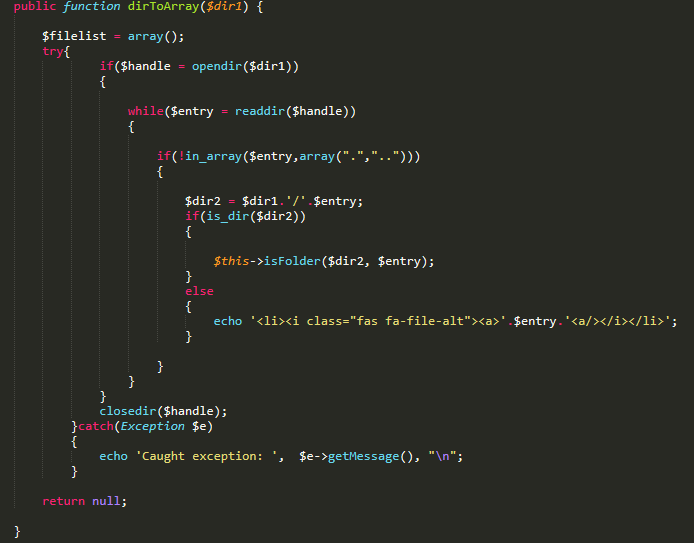 public function dirToArray($dir1) {
$filelist = array();
try{
if($handle = opendir($dir1))
{
while($entry = readdir($handle))
{
if(!in_array($entry,array(".","..")))
{
$dir2 = $dir1.'/'.$entry;
if(is_dir($dir2))
{
$this->isFolder($dir2, $entry);
}
else
{
echo '<li><i class="fas fa-file-alt"><a>'.$entry.'<a/></i></li>';
}
}
}
}
closedir($handle);
}catch(Exception $e)
{
echo 'Caught exception: ',  $e->getMessage(), "\n";
}
return null;
}